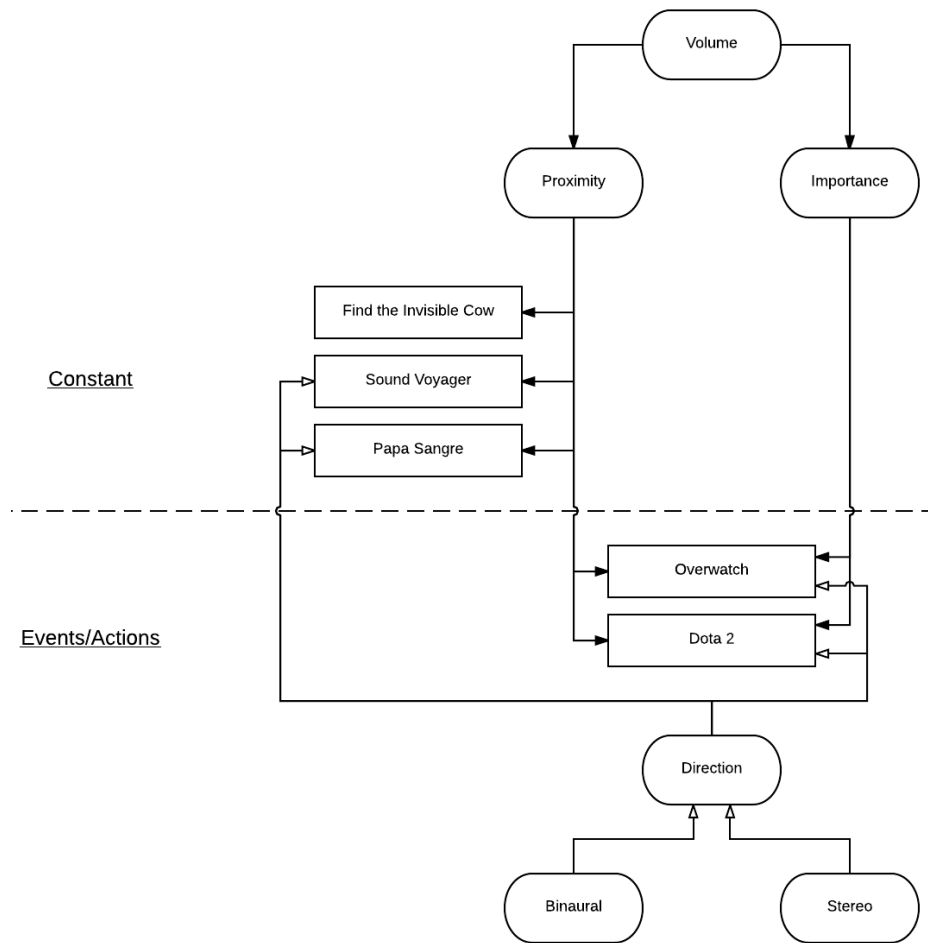 Volume
Proximity
Importance
Find the Invisible Cow
Constant
Sound Voyager
Papa Sangre
Overwatch
Events/Actions
Dota 2
Direction
Binaural
Stereo